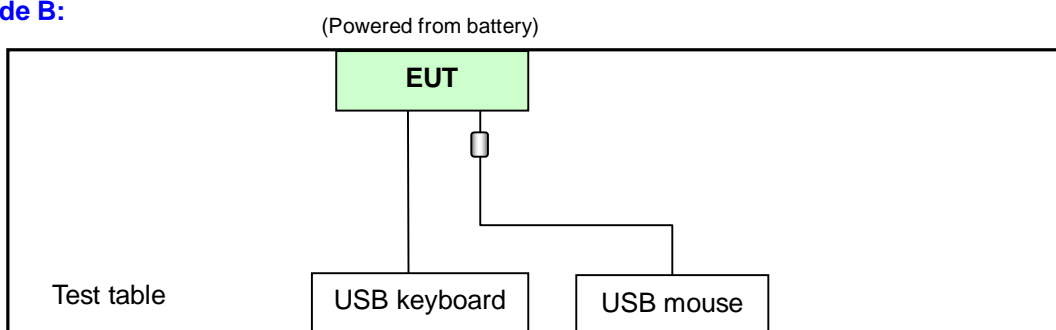 de B:
(Powered from battery)
EUT
Test table
USB keyboard
USB mouse